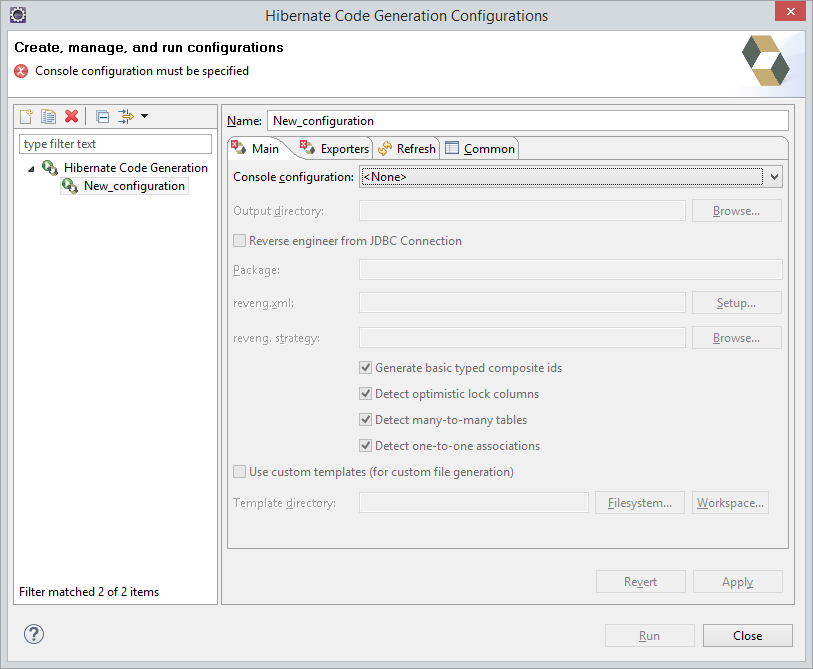 Hibernate Code Generation Configurations
Create, manage, and run configurations
Console configuration must be specified
type filter text
Hibernate Code Generation
New_configuration
Filter matched 2 of 2 items
Name: New_configuration
Main Exporters Refresh Common
Console configuration: <None>
Output directory: Browse...
Reverse engineer from JDBC Connection
Package:
reveng.xml: Setup...
reveng. strategy: Browse...
Generate basic typed composite ids
Detect optimistic lock columns
Detect many-to-many tables
Detect one-to-one associations
Use custom templates (for custom file generation)
Template directory: Filesystem... Workspace...
Revert Apply
? Run Close